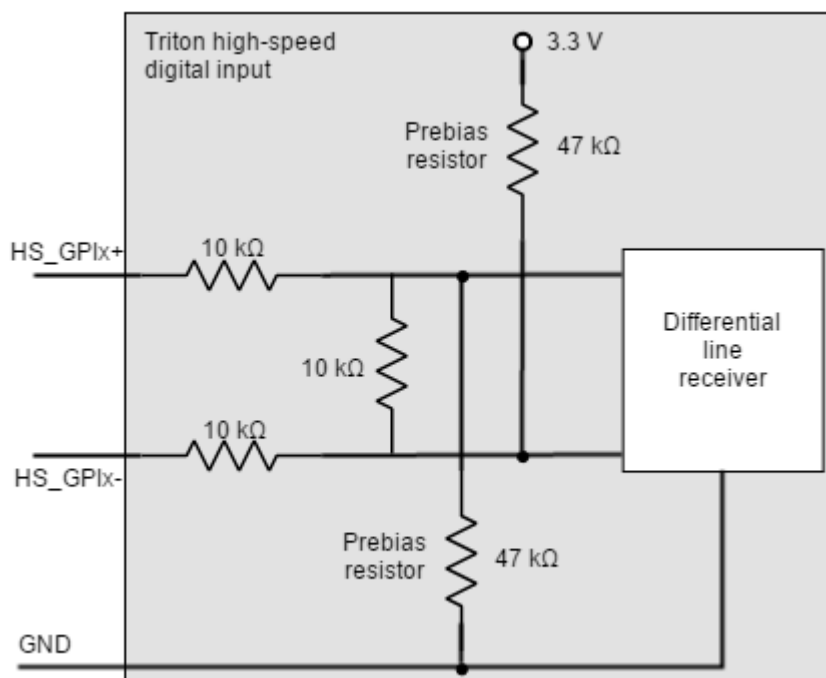 Triton high-speed
digital input
3.3 V
Prebias
resistor
47 kΩ
HS_GPIx+
10 kΩ
10 kΩ
Differential
line
receiver
10 kΩ
HS_GPIx-
Prebias
resistor
47 kΩ
GND